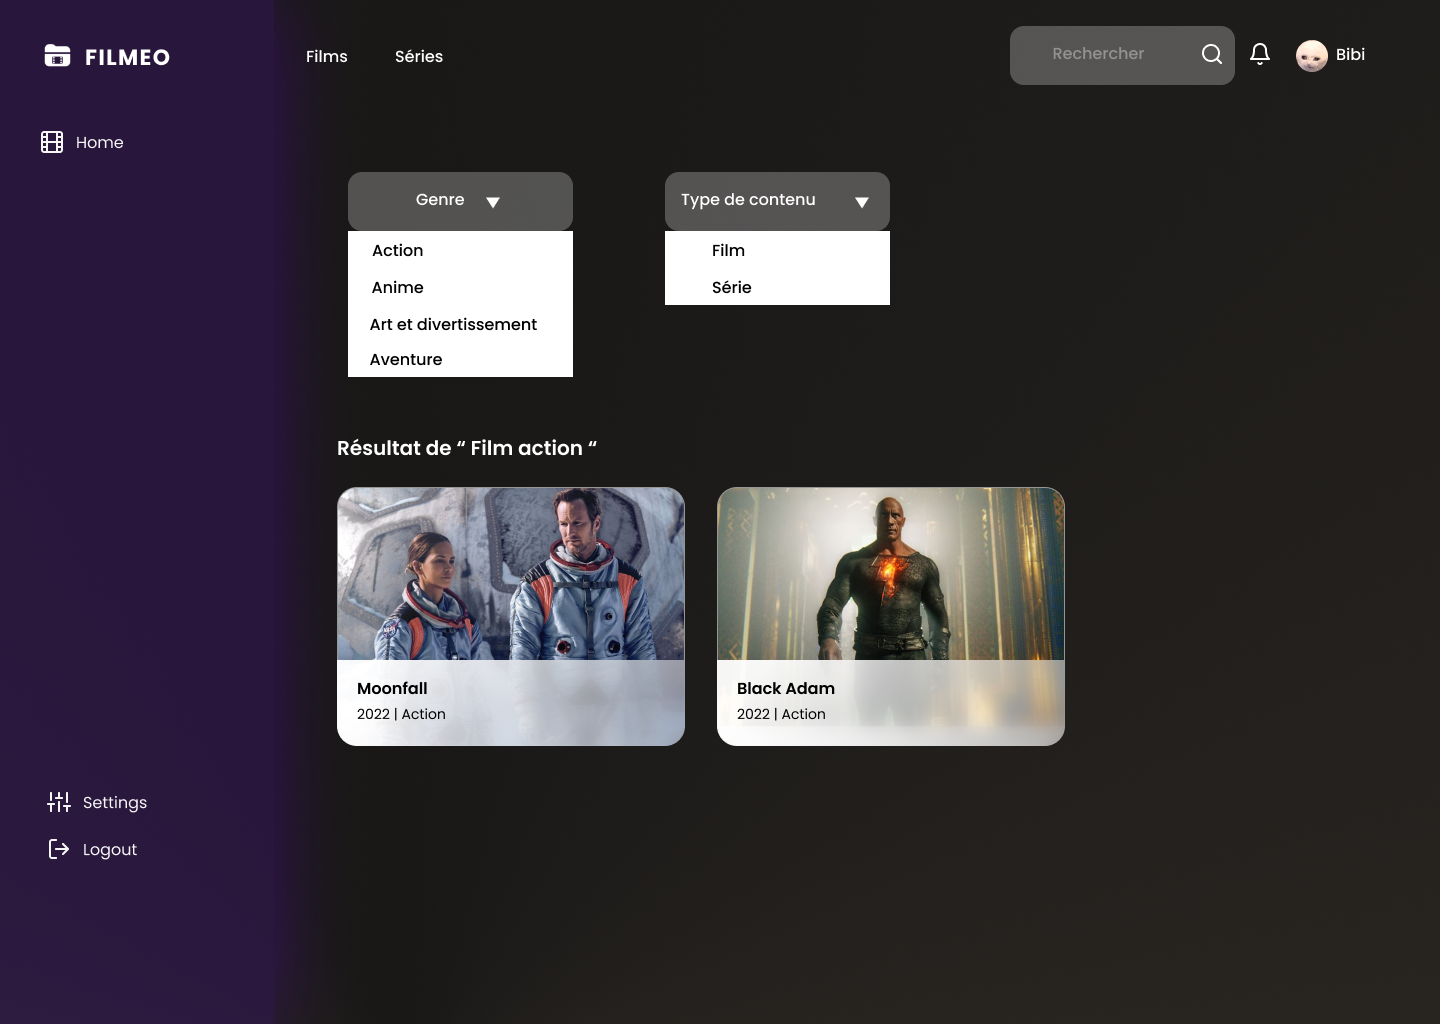 FILMEO
Films
Séries
Rechercher
Bibi
Home
Genre
Action
Anime
Art et divertissement
Aventure
Type de contenu
Film
Série
Résultat de “ Film action “
Moonfall
2022 | Action
Black Adam
2022 | Action
Settings
Logout